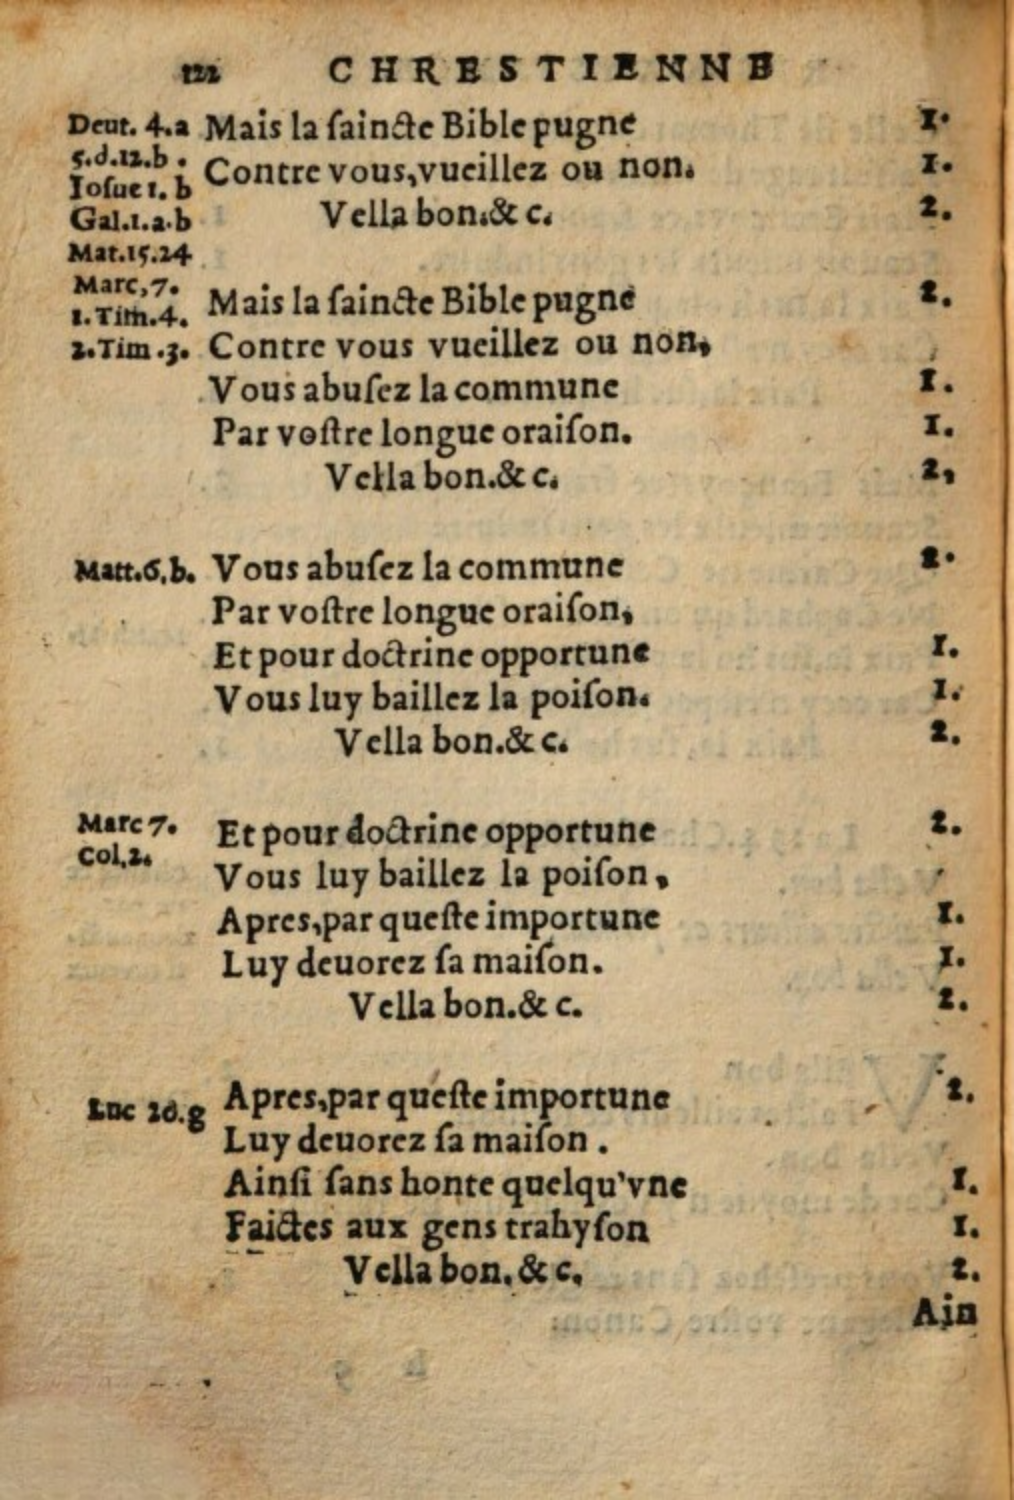 122 CHRESTIENNE
Deut. 4.a Mais la ſaincte Bible pugne 1.
5.d.12.b.
Ioſue 1. b Contre vous,vueillez ou non. 1.
Gal.1.a.b Vella bon.& c. 2.
Mat.15.24
Marc,7. Mais la ſaincte Bible pugne 2.
1.Tim.4.
2.Tim.3. Contre vous vueillez ou non,
Vous abuſez la commune 1.
Par voſtre longue oraiſon. 1.
Vella bon.& c. 2,
Matt.6,b. Vous abuſez la commune 2.
Par voſtre longue oraiſon,
Et pour doctrine opportune 1.
Vous luy baillez la poiſon. 1.
Vella bon.& c. 2.
Marc 7. Et pour doctrine opportune 2.
Col,2. Vous luy baillez la poiſon,
Apres,par queſte importune 1.
Luy deuorez ſa maiſon. 1.
Vella bon.& c. 2.
Luc 20.g Apres,par queſte importune 2.
Luy deuorez ſa maiſon .
Ainſi ſans honte quelqu'vne 1.
Faictes aux gens trahyſon 1.
Vella bon. & c. 2.
Ain